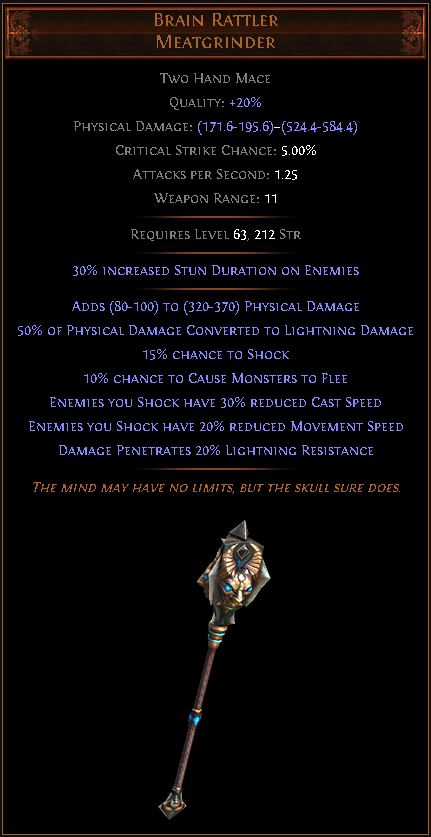 Brain Rattler
Meatgrinder
Two Hand Mace
Quality: +20%
Physical Damage: (171.6-195.6)–(524.4-584.4)
Critical Strike Chance: 5.00%
Attacks per Second: 1.25
Weapon Range: 11
Requires Level 63, 212 Str
30% increased Stun Duration on Enemies
Adds (80-100) to (320-370) Physical Damage
50% of Physical Damage Converted to Lightning Damage
15% chance to Shock
10% chance to Cause Monsters to Flee
Enemies you Shock have 30% reduced Cast Speed
Enemies you Shock have 20% reduced Movement Speed
Damage Penetrates 20% Lightning Resistance
The mind may have no limits, but the skull sure does.